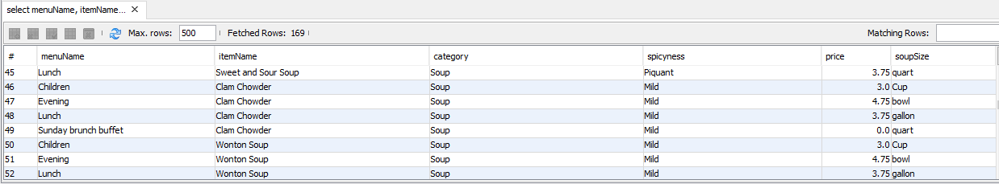 select menuName, itemName...
Max. rows: 500 Fetched Rows: 169 Matching Rows:
# menuName itemName category spicyness price soupSize
45 Lunch Sweet and Sour Soup Soup Piquant 3.75 quart
46 Children Clam Chowder Soup Mild 3.0 Cup
47 Evening Clam Chowder Soup Mild 4.75 bowl
48 Lunch Clam Chowder Soup Mild 3.75 gallon
49 Sunday brunch buffet Clam Chowder Soup Mild 0.0 quart
50 Children Wonton Soup Soup Mild 3.0 Cup
51 Evening Wonton Soup Soup Mild 4.75 bowl
52 Lunch Wonton Soup Soup Mild 3.75 gallon